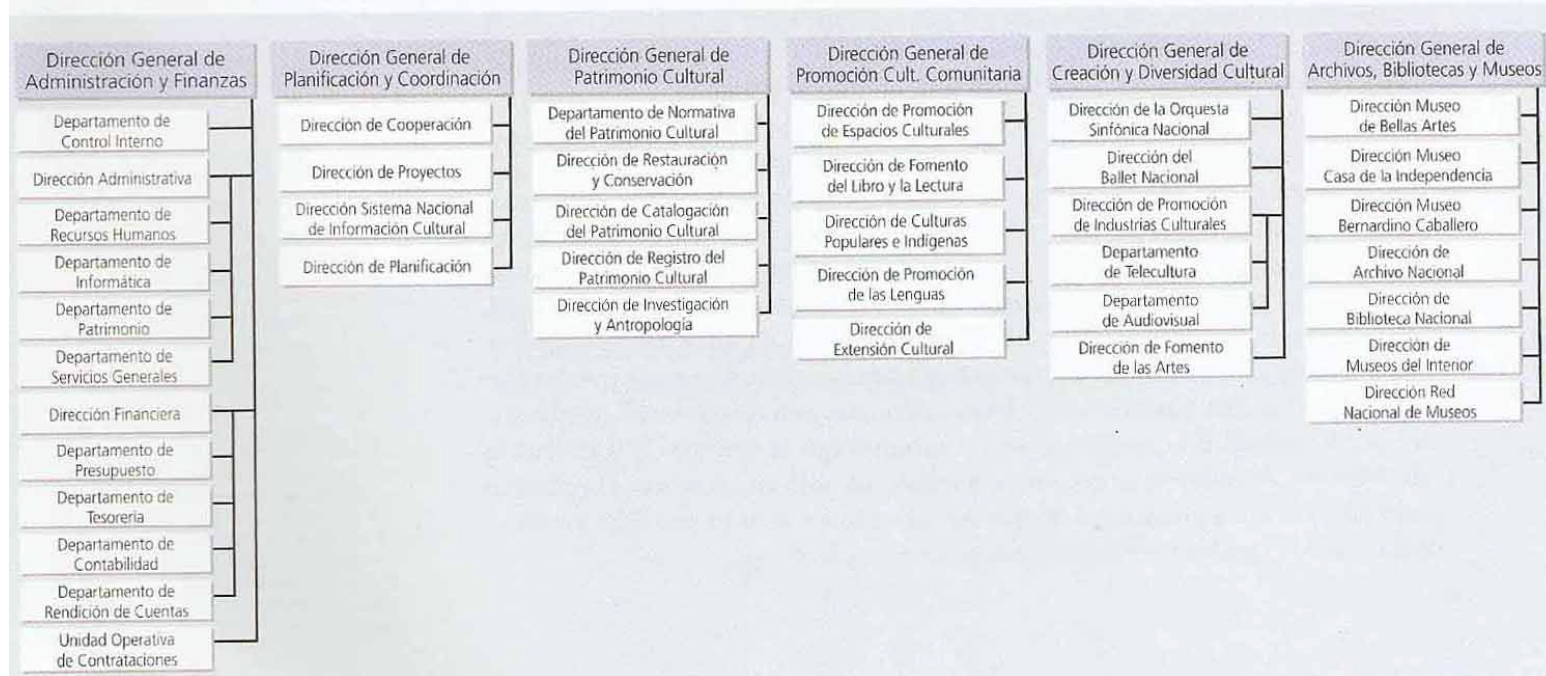 Dirección General de
Administración y Finanzas
Departamento de
Control Interno
Dirección Administrativa
Departamento de
Recursos Humanos
Departamento de
Informática
Departamento de
Patrimonio
Departamento de
Servicios Generales
Dirección Financiera
Departamento de
Presupuesto
Departamento de
Tesorería
Departamento de
Contabilidad
Departamento de
Rendición de Cuentas
Unidad Operativa
de Contrataciones
Dirección General de
Planificación y Coordinación
Dirección de Cooperación
Dirección de Proyectos
Dirección Sistema Nacional
de Información Cultural
Dirección de Planificación
Dirección General de
Patrimonio Cultural
Departamento de Normativa
del Patrimonio Cultural
Dirección de Restauración
y Conservación
Dirección de Catalogación
del Patrimonio Cultural
Dirección de Registro del
Patrimonio Cultural
Dirección de Investigación
y Antropología
Dirección General de
Promoción Cult. Comunitaria
Dirección de Promoción
de Espacios Culturales
Dirección de Fomento
del Libro y la Lectura
Dirección de Culturas
Populares e Indígenas
Dirección de Promoción
de las Lenguas
Dirección de
Extensión Cultural
Dirección General de
Creación y Diversidad Cultural
Dirección de la Orquesta
Sinfónica Nacional
Dirección del
Ballet Nacional
Dirección de Promoción
de Industrias Culturales
Departamento
de Telecultura
Departamento
de Audiovisual
Dirección de Fomento
de las Artes
Dirección General de
Archivos, Bibliotecas y Museos
Dirección Museo
de Bellas Artes
Dirección Museo
Casa de la Independencia
Dirección Museo
Bernardino Caballero
Dirección de
Archivo Nacional
Dirección de
Biblioteca Nacional
Dirección de
Museos del Interior
Dirección Red
Nacional de Museos